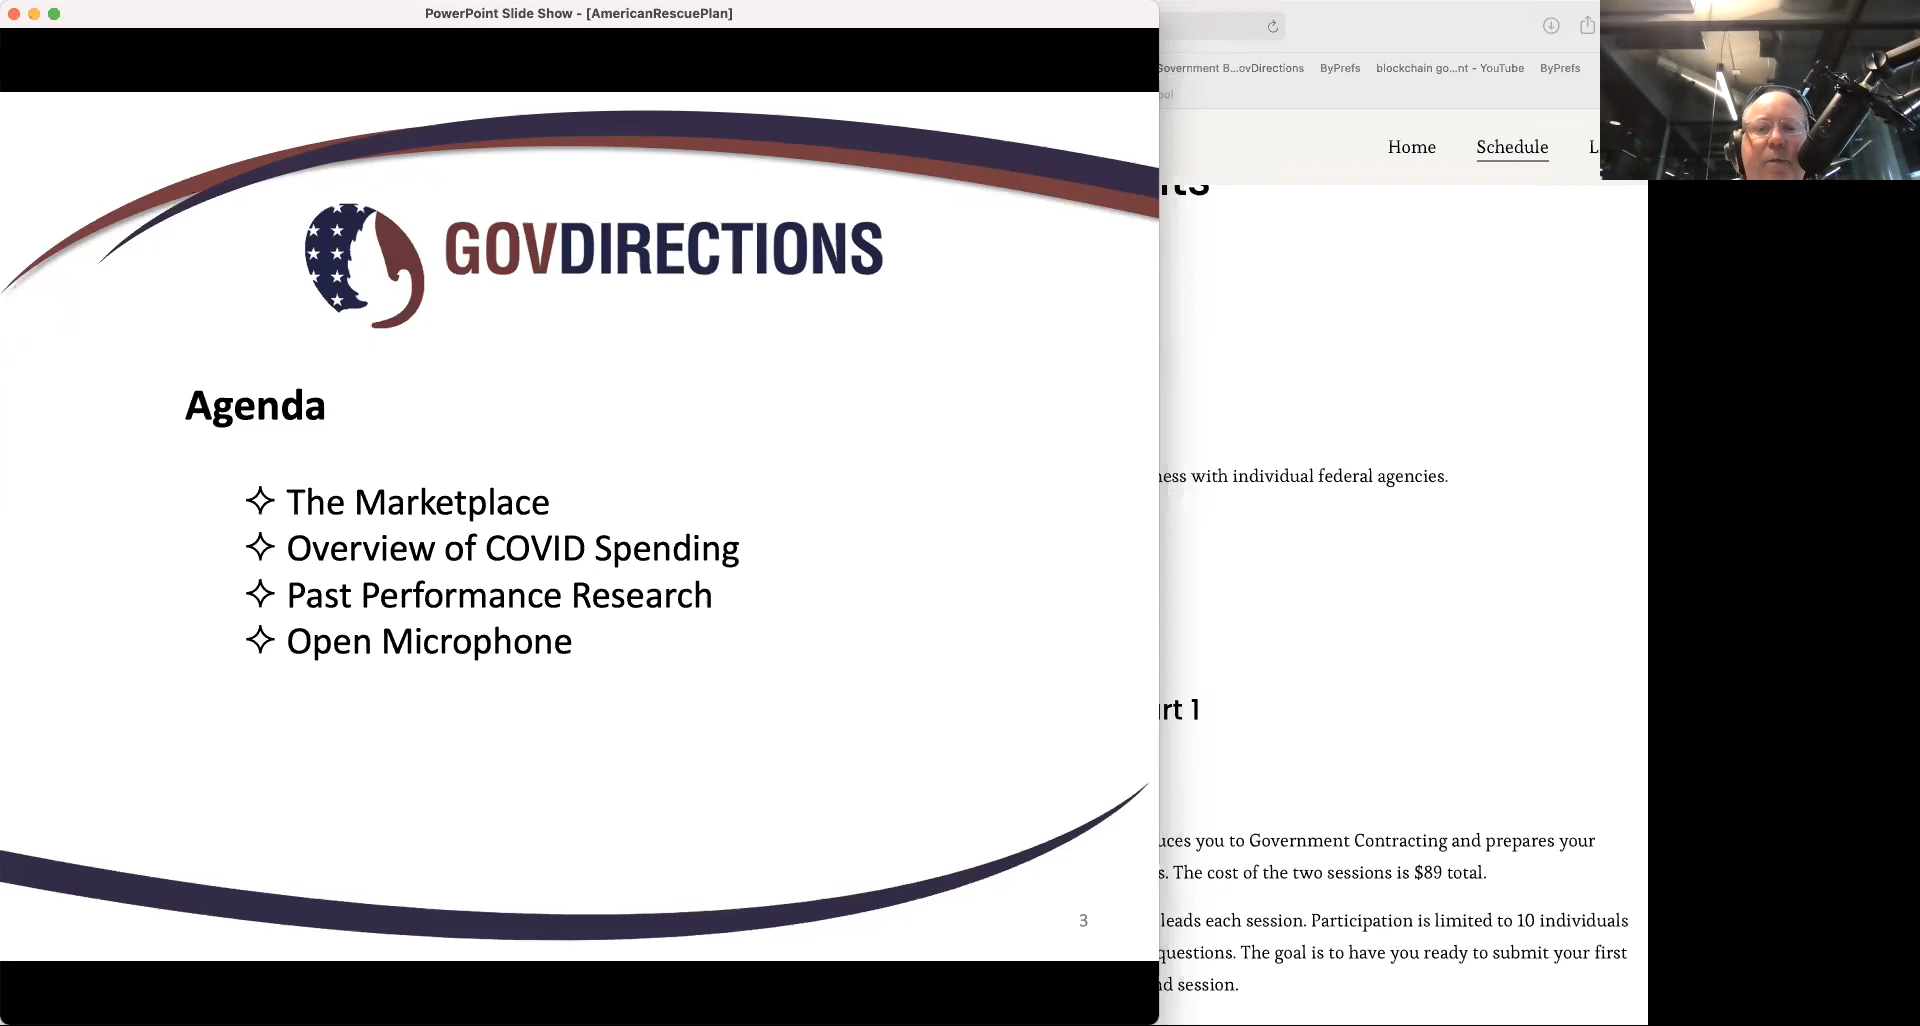 PowerPoint Slide Show - [AmericanRescuePlan]
GOVDIRECTIONS
Agenda
The Marketplace
Overview of COVID Spending
Past Performance Research
Open Microphone
3
Government B...ovDirections ByPrefs blockchain go...nt - YouTube ByPrefs
Home Schedule L
ness with individual federal agencies.
rt 1
uces you to Government Contracting and prepares your
s. The cost of the two sessions is $89 total.
leads each session. Participation is limited to 10 individuals
questions. The goal is to have you ready to submit your first
nd session.